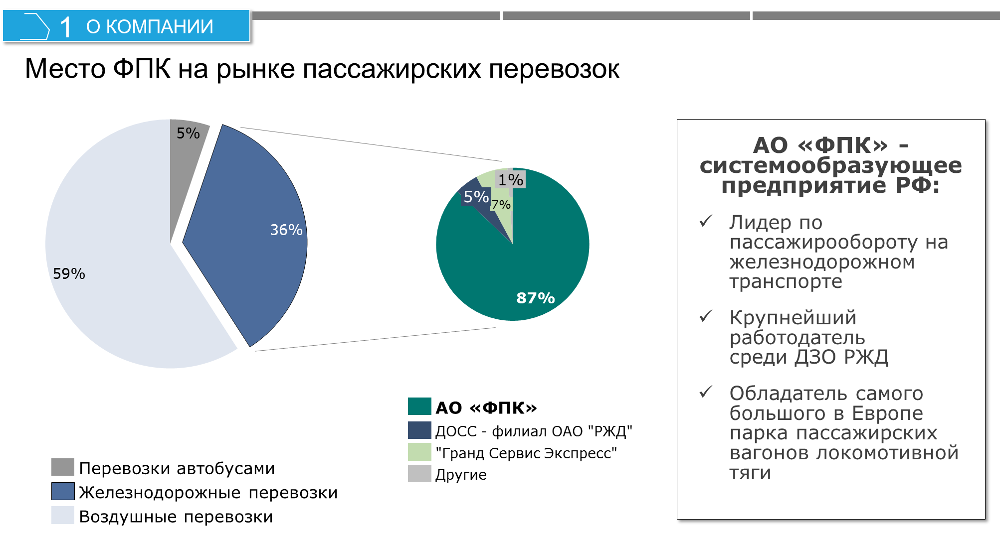 1 О КОМПАНИИ
Место ФПК на рынке пассажирских перевозок
5%
36%
59%
1%
5%
7%
87%
Перевозки автобусами
Железнодорожные перевозки
Воздушные перевозки
АО «ФПК»
ДОСС - филиал ОАО "РЖД"
"Гранд Сервис Экспресс"
Другие
АО «ФПК» -
системообразующее
предприятие РФ:
✓ Лидер по
пассажирообороту на
железнодорожном
транспорте
✓ Крупнейший
работодатель
среди ДЗО РЖД
✓ Обладатель самого
большого в Европе
парка пассажирских
вагонов локомотивной
тяги